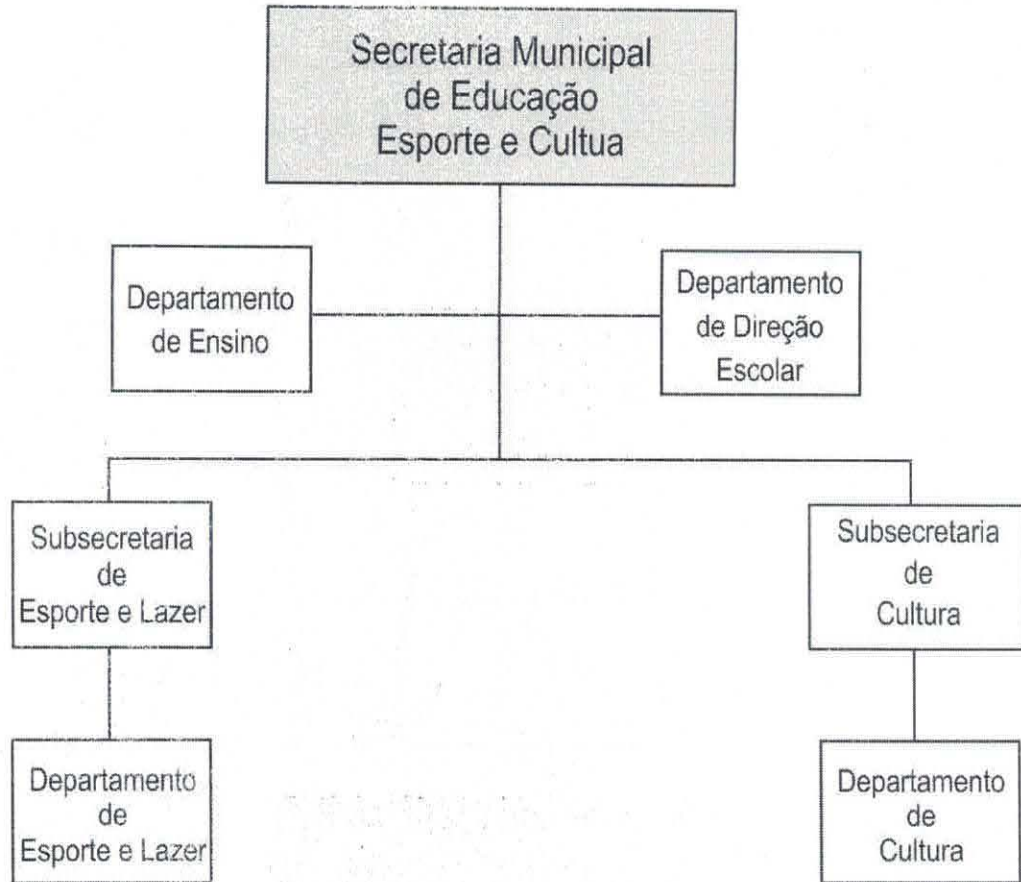 Secretaria Municipal
de Educação
Esporte e Cultua
Departamento
de Ensino
Departamento
de Direção
Escolar
Subsecretaria
de
Esporte e Lazer
Subsecretaria
de
Cultura
Departamento
de
Esporte e Lazer
Departamento
de
Cultura